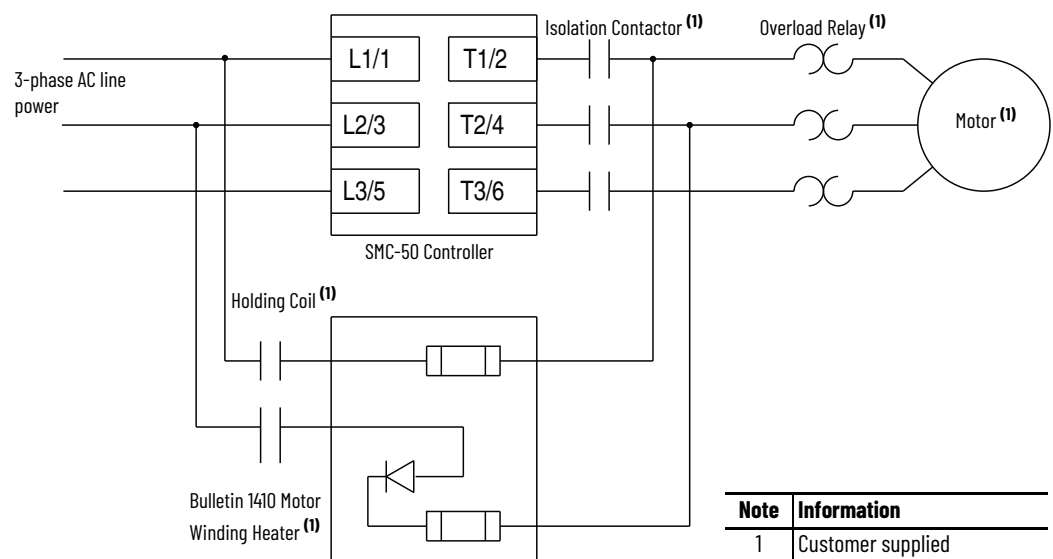 Isolation Contactor (1)
Overload Relay (1)
3-phase AC line
power
L1/1
T1/2
L2/3
T2/4
Motor (1)
L3/5
T3/6
SMC-50 Controller
Holding Coil (1)
Bulletin 1410 Motor
Winding Heater (1)
Note Information
1 Customer supplied